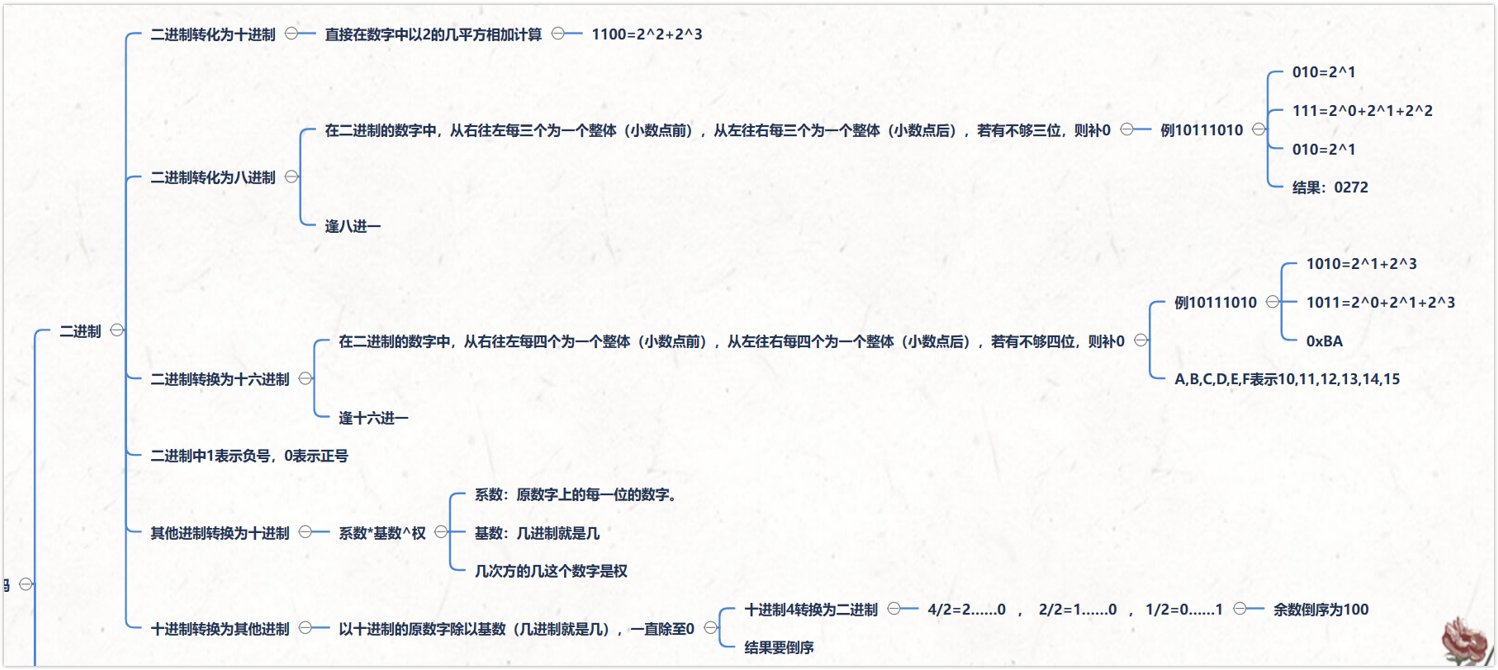 二进制转化为十进制
直接在数字中以2的几平方相加计算
1100=2^2+2^3
二进制转化为八进制
在二进制的数字中，从右往左每三个为一个整体（小数点前），从左往右每三个为一个整体（小数点后），若有不够三位，则补0
例10111010
010=2^1
111=2^0+2^1+2^2
010=2^1
结果：0272
逢八进一
二进制
二进制转换为十六进制
在二进制的数字中，从右往左每四个为一个整体（小数点前），从左往右每四个为一个整体（小数点后），若有不够四位，则补0
例10111010
1010=2^1+2^3
1011=2^0+2^1+2^3
0xBA
A,B,C,D,E,F表示10,11,12,13,14,15
逢十六进一
二进制中1表示负号，0表示正号
其他进制转换为十进制
系数*基数^权
系数：原数字上的每一位的数字。
基数：几进制就是几
几次方的几这个数字是权
十进制转换为其他进制
以十进制的原数字除以基数（几进制就是几），一直除至0
十进制4转换为二进制
4/2=2......0 ， 2/2=1......0 ，1/2=0......1
余数倒序为100
结果要倒序